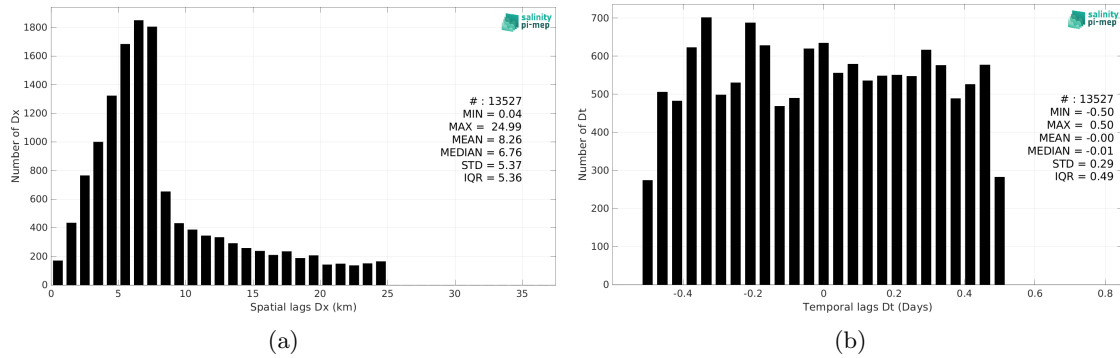 1800
1600
1400
1200
1000
800
600
400
200
0
Number of Dx
salinity
pi-mep
# : 13527
MIN = 0.04
MAX = 24.99
MEAN = 8.26
MEDIAN = 6.76
STD = 5.37
IQR = 5.36
0 5 10 15 20 25 30 35
Spatial lags Dx (km)
(a)
700
600
500
400
300
200
100
0
Number of Dt
salinity
pi-mep
# : 13527
MIN = -0.50
MAX = 0.50
MEAN = -0.00
MEDIAN = -0.01
STD = 0.29
IQR = 0.49
-0.4 -0.2 0 0.2 0.4 0.6 0.8
Temporal lags Dt (Days)
(b)